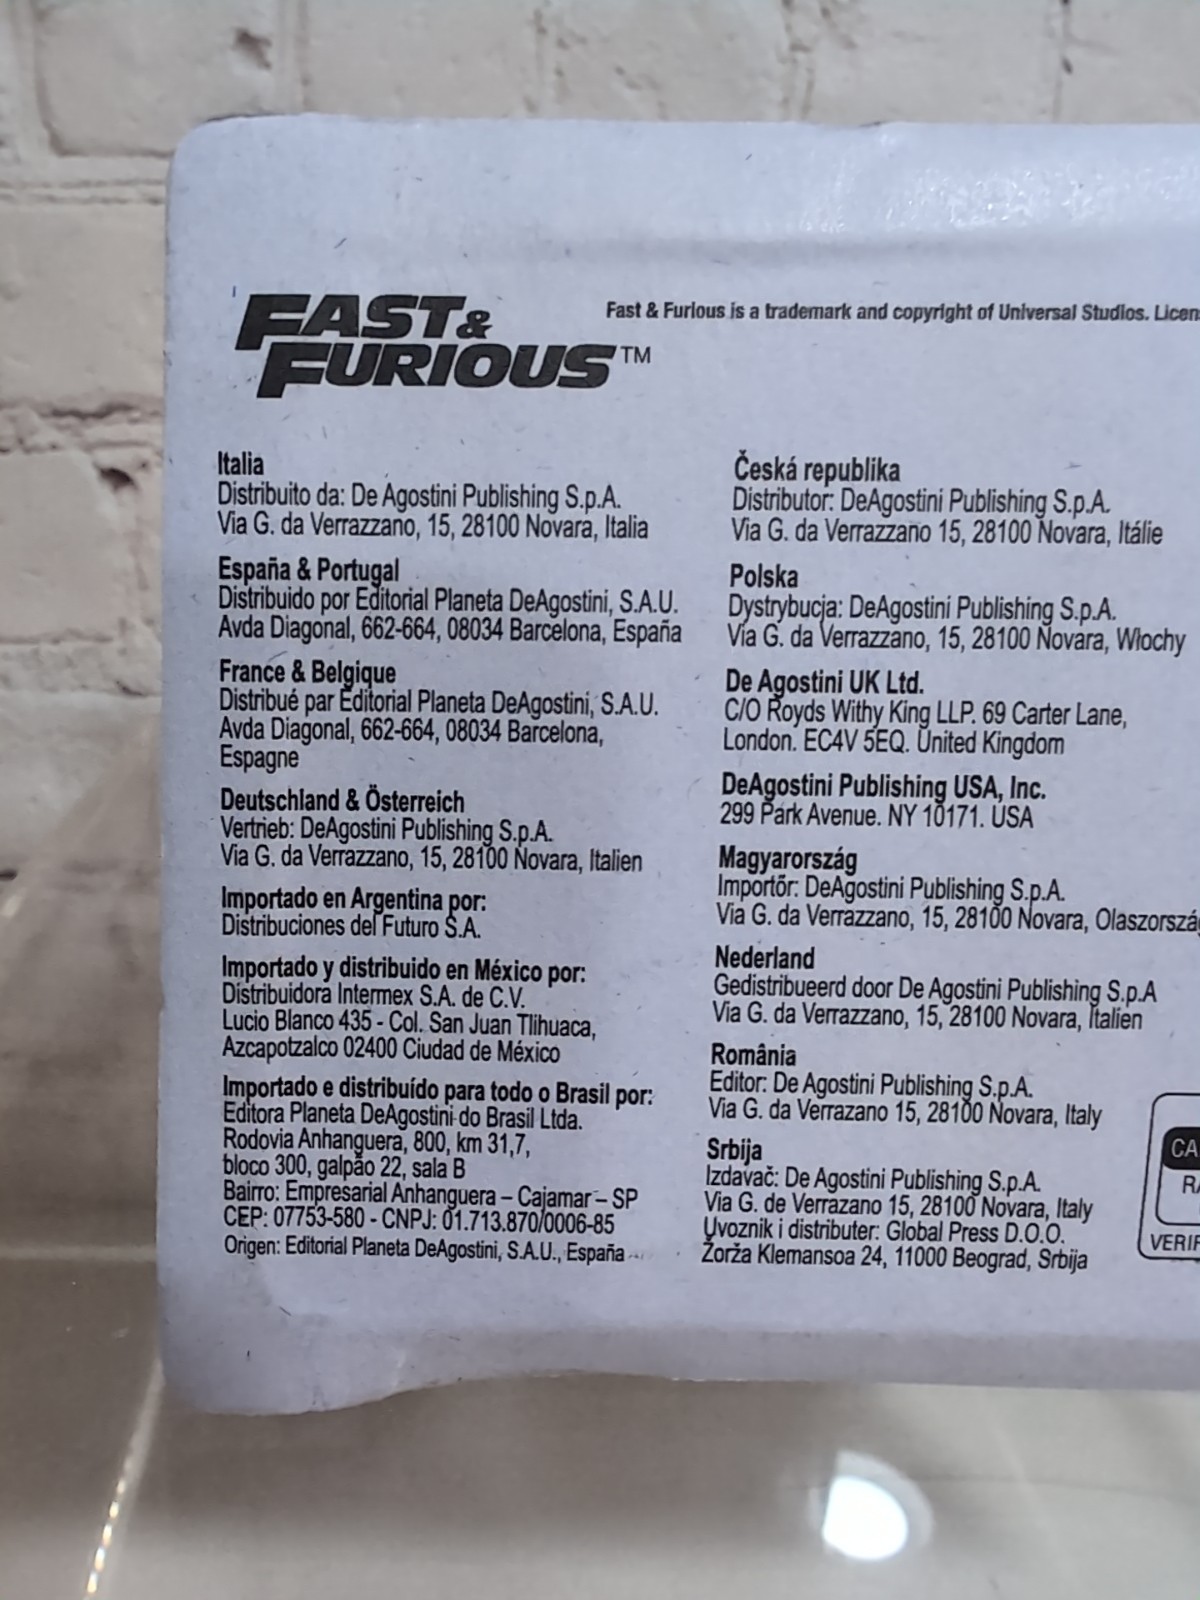 FAST &
FURIOUS™
Fast & Furious is a trademark and copyright of Universal Studios.
Italia
Distribuito da: De Agostini Publishing S.p.A.
Via G. da Verrazzano, 15, 28100 Novara, Italia
España & Portugal
Distribuido por Editorial Planeta DeAgostini, S.A.U.
Avda Diagonal, 662-664, 08034 Barcelona, España
France & Belgique
Distribué par Editorial Planeta DeAgostini, S.A.U.
Avda Diagonal, 662-664, 08034 Barcelona,
Espagne
Deutschland & Österreich
Vertrieb: DeAgostini Publishing S.p.A.
Via G. da Verrazzano, 15, 28100 Novara, Italien
Importado en Argentina por:
Distribuciones del Futuro S.A.
Importado y distribuido en México por:
Distribuidora Intermex S.A. de C.V.
Lucio Blanco 435 - Col. San Juan Tlihuaca,
Azcapotzalco 02400 Ciudad de México
Importado e distribuído para todo o Brasil por:
Editora Planeta DeAgostini do Brasil Ltda.
Rodovia Anhanguera, 800, km 31,7,
bloco 300, galpão 22, sala B
Bairro: Empresarial Anhanguera – Cajamar – SP
CEP: 07753-580 - CNPJ: 01.713.870/0006-85
Origen: Editorial Planeta DeAgostini, S.A.U., España
Česká republika
Distributor: DeAgostini Publishing S.p.A.
Via G. da Verrazzano 15, 28100 Novara, Itálie
Polska
Dystrybucja: DeAgostini Publishing S.p.A.
Via G. da Verrazzano, 15, 28100 Novara, Włochy
De Agostini UK Ltd.
C/O Royds Withy King LLP. 69 Carter Lane,
London. EC4V 5EQ. United Kingdom
DeAgostini Publishing USA, Inc.
299 Park Avenue. NY 10171. USA
Magyarország
Importőr: DeAgostini Publishing S.p.A.
Via G. da Verrazzano, 15, 28100 Novara,
Nederland
Gedistribueerd door De Agostini Publishing S.p.A
Via G. da Verrazzano, 15, 28100 Novara, Italien
România
Editor: De Agostini Publishing S.p.A.
Via G. da Verrazano 15, 28100 Novara, Italy
Srbija
Izdavač: De Agostini Publishing S.p.A.
Via G. de Verrazano 15, 28100 Novara, Italy
Uvoznik i distributer: Global Press D.O.O.
Žorža Klemansoa 24, 11000 Beograd, Srbija